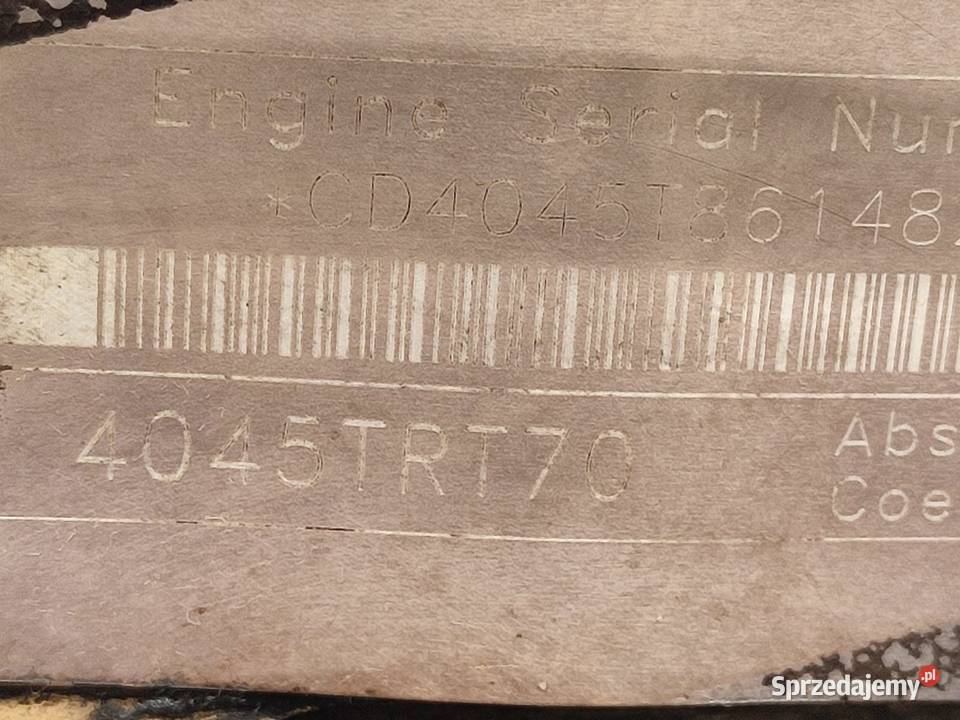 Engine Serial Nu
*CD4045T86148
4045TRT70
Abs
Coe
Sprzedajemy.pl